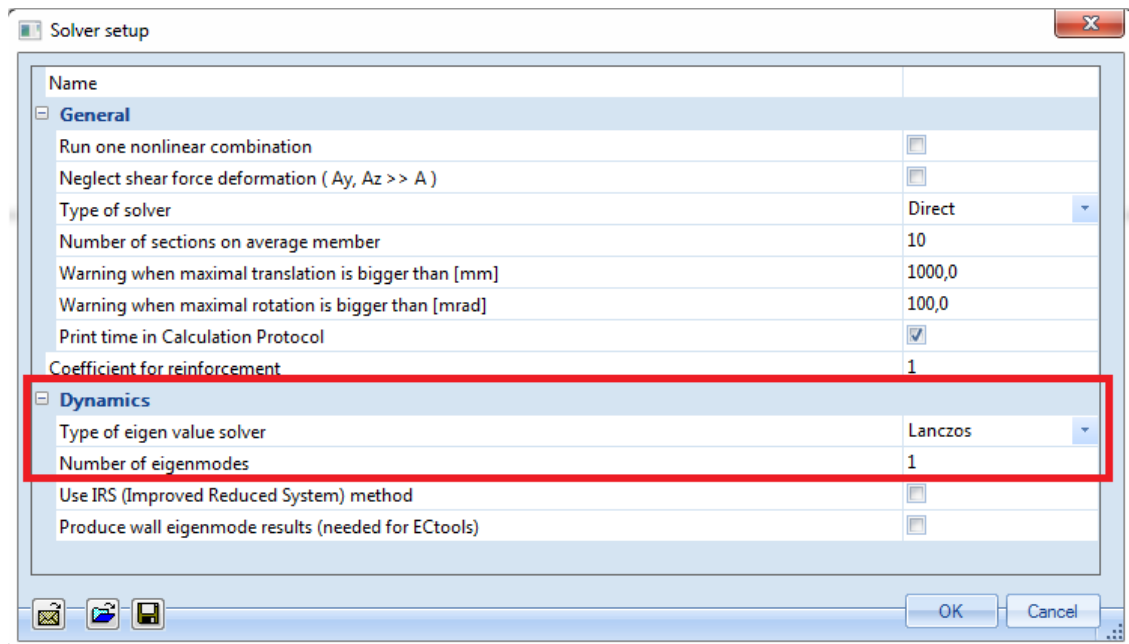 Solver setup
Name
General
Run one nonlinear combination
Neglect shear force deformation ( Ay, Az >> A )
Type of solver Direct
Number of sections on average member 10
Warning when maximal translation is bigger than [mm] 1000,0
Warning when maximal rotation is bigger than [mrad] 100,0
Print time in Calculation Protocol
Coefficient for reinforcement 1
Dynamics
Type of eigen value solver Lanczos
Number of eigenmodes 1
Use IRS (Improved Reduced System) method
Produce wall eigenmode results (needed for ECtools)
OK Cancel